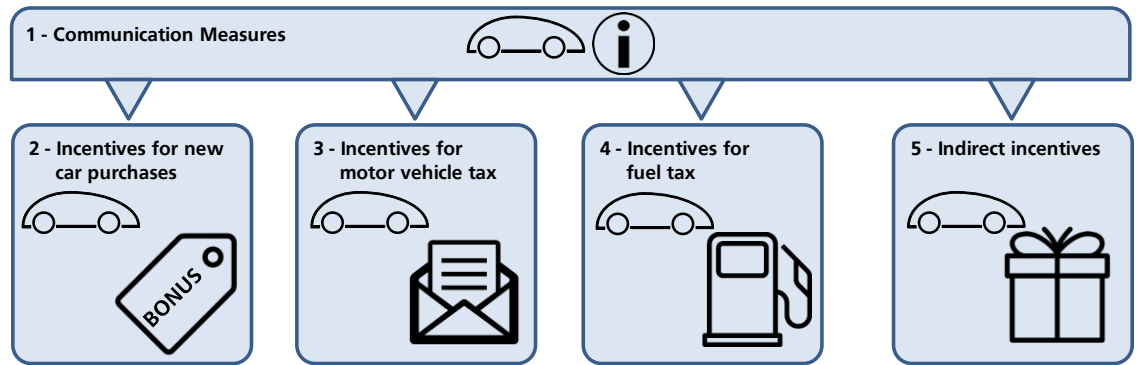 1 - Communication Measures
2 - Incentives for new
car purchases
BONUS
3 - Incentives for
motor vehicle tax
4 - Incentives for
fuel tax
5 - Indirect incentives